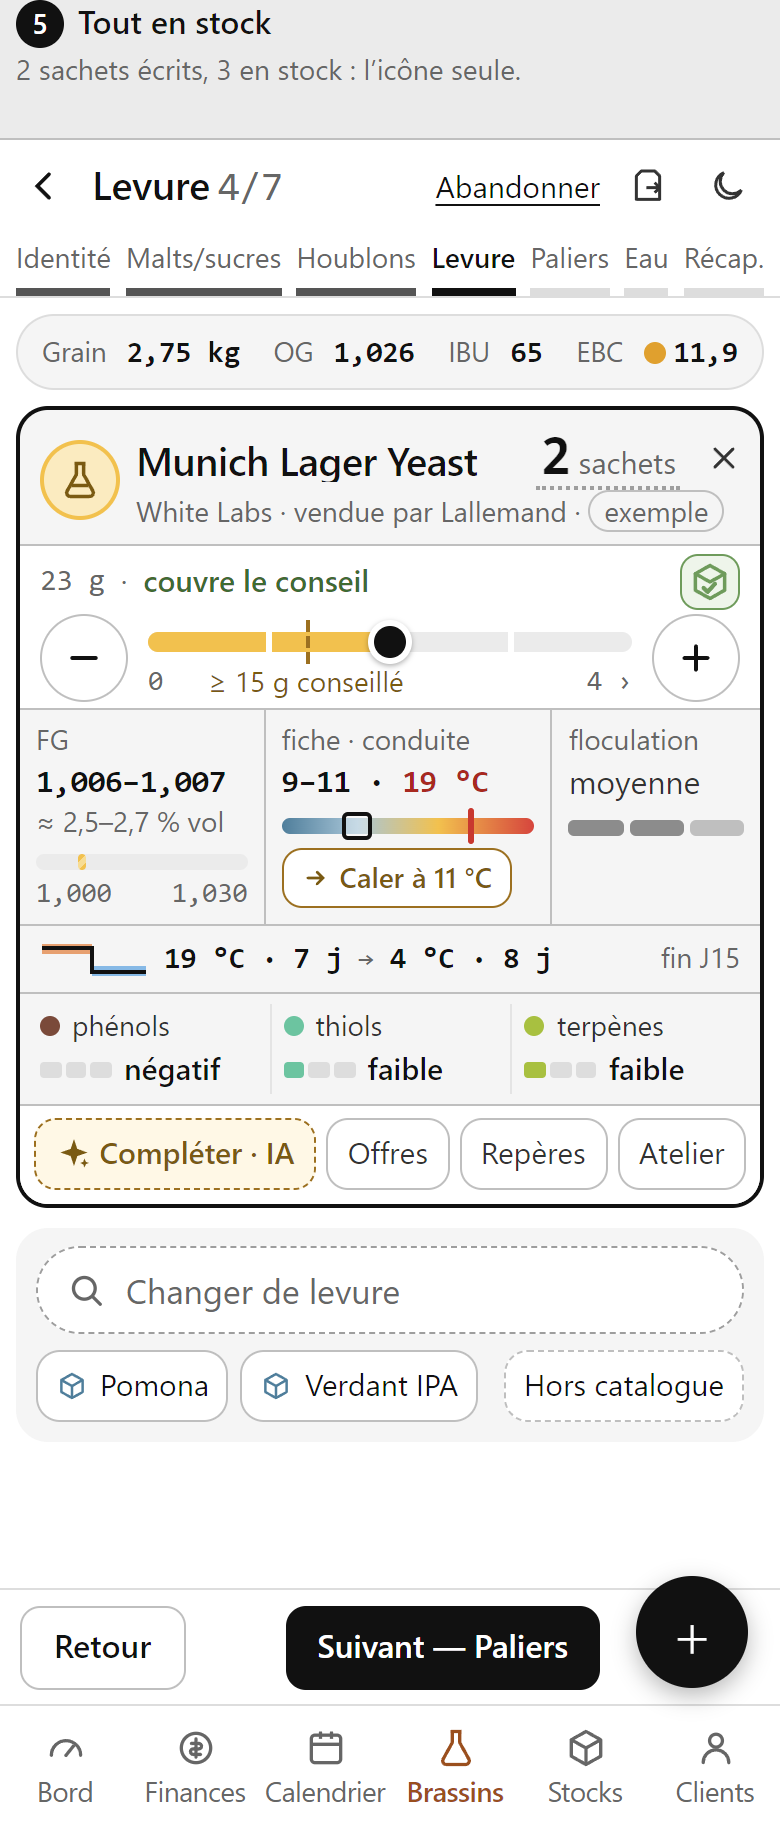 5 Tout en stock
2 sachets écrits, 3 en stock : l’icône seule.
Levure 4/7 Abandonner
Identité Malts/sucres Houblons Levure Paliers Eau Récap.
Grain 2,75 kg OG 1,026 IBU 65 EBC 11,9
Munich Lager Yeast 2 sachets
White Labs · vendue par Lallemand · exemple
23 g · couvre le conseil
0 ≥ 15 g conseillé 4 ›
FG fiche · conduite floculation
1,006–1,007 9–11 · 19 °C moyenne
≈ 2,5–2,7 % vol
→ Caler à 11 °C
1,000 1,030
19 °C · 7 j → 4 °C · 8 j fin J15
phénols thiols terpènes
négatif faible faible
Compléter · IA Offres Repères Atelier
Changer de levure
Pomona Verdant IPA Hors catalogue
Retour Suivant — Paliers
Bord Finances Calendrier Brassins Stocks Clients